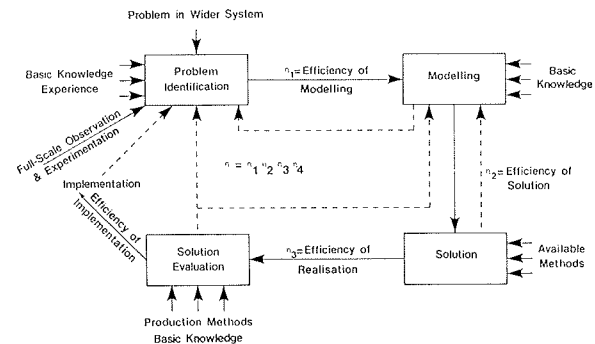 Problem in Wider System
Basic Knowledge
Experience
Problem
Identification
η1=Efficiency of
Modelling
Modelling
Basic
Knowledge
Full-Scale Observation
& Experimentation
Implementation
Efficiency of
Implementation
η = η1 η2 η3 η4
η2=Efficiency of
Solution
Solution
Evaluation
η3=Efficiency of
Realisation
Solution
Available
Methods
Production Methods
Basic Knowledge